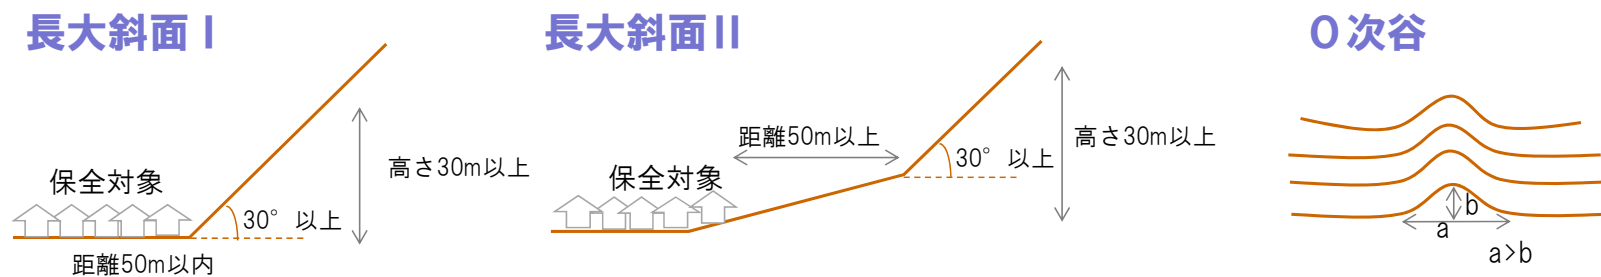 長大斜面Ⅰ
保全対象
30°以上
高さ30m以上
距離50m以内
長大斜面Ⅱ
保全対象
距離50m以上
30°以上
高さ30m以上
0次谷
b
a
a>b